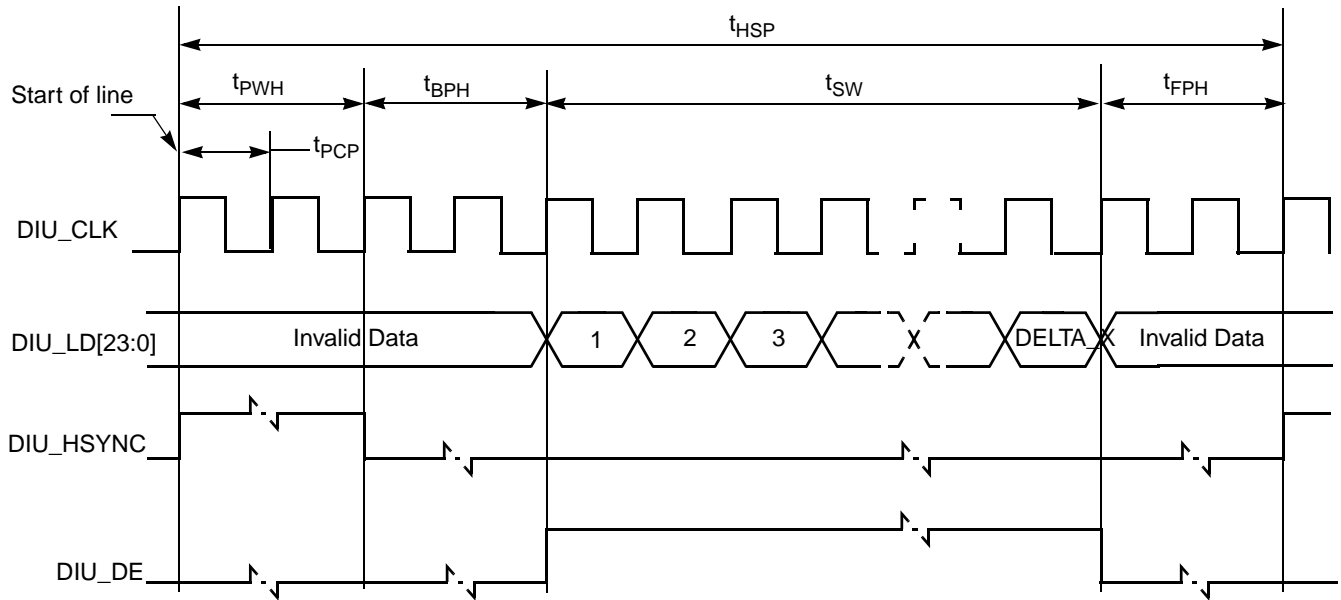 tHSP
tPWH
tBPH
tSW
tFPH
Start of line
tPCP
DIU_CLK
DIU_LD[23:0]
Invalid Data
1
2
3
DELTA_X
Invalid Data
DIU_HSYNC
DIU_DE